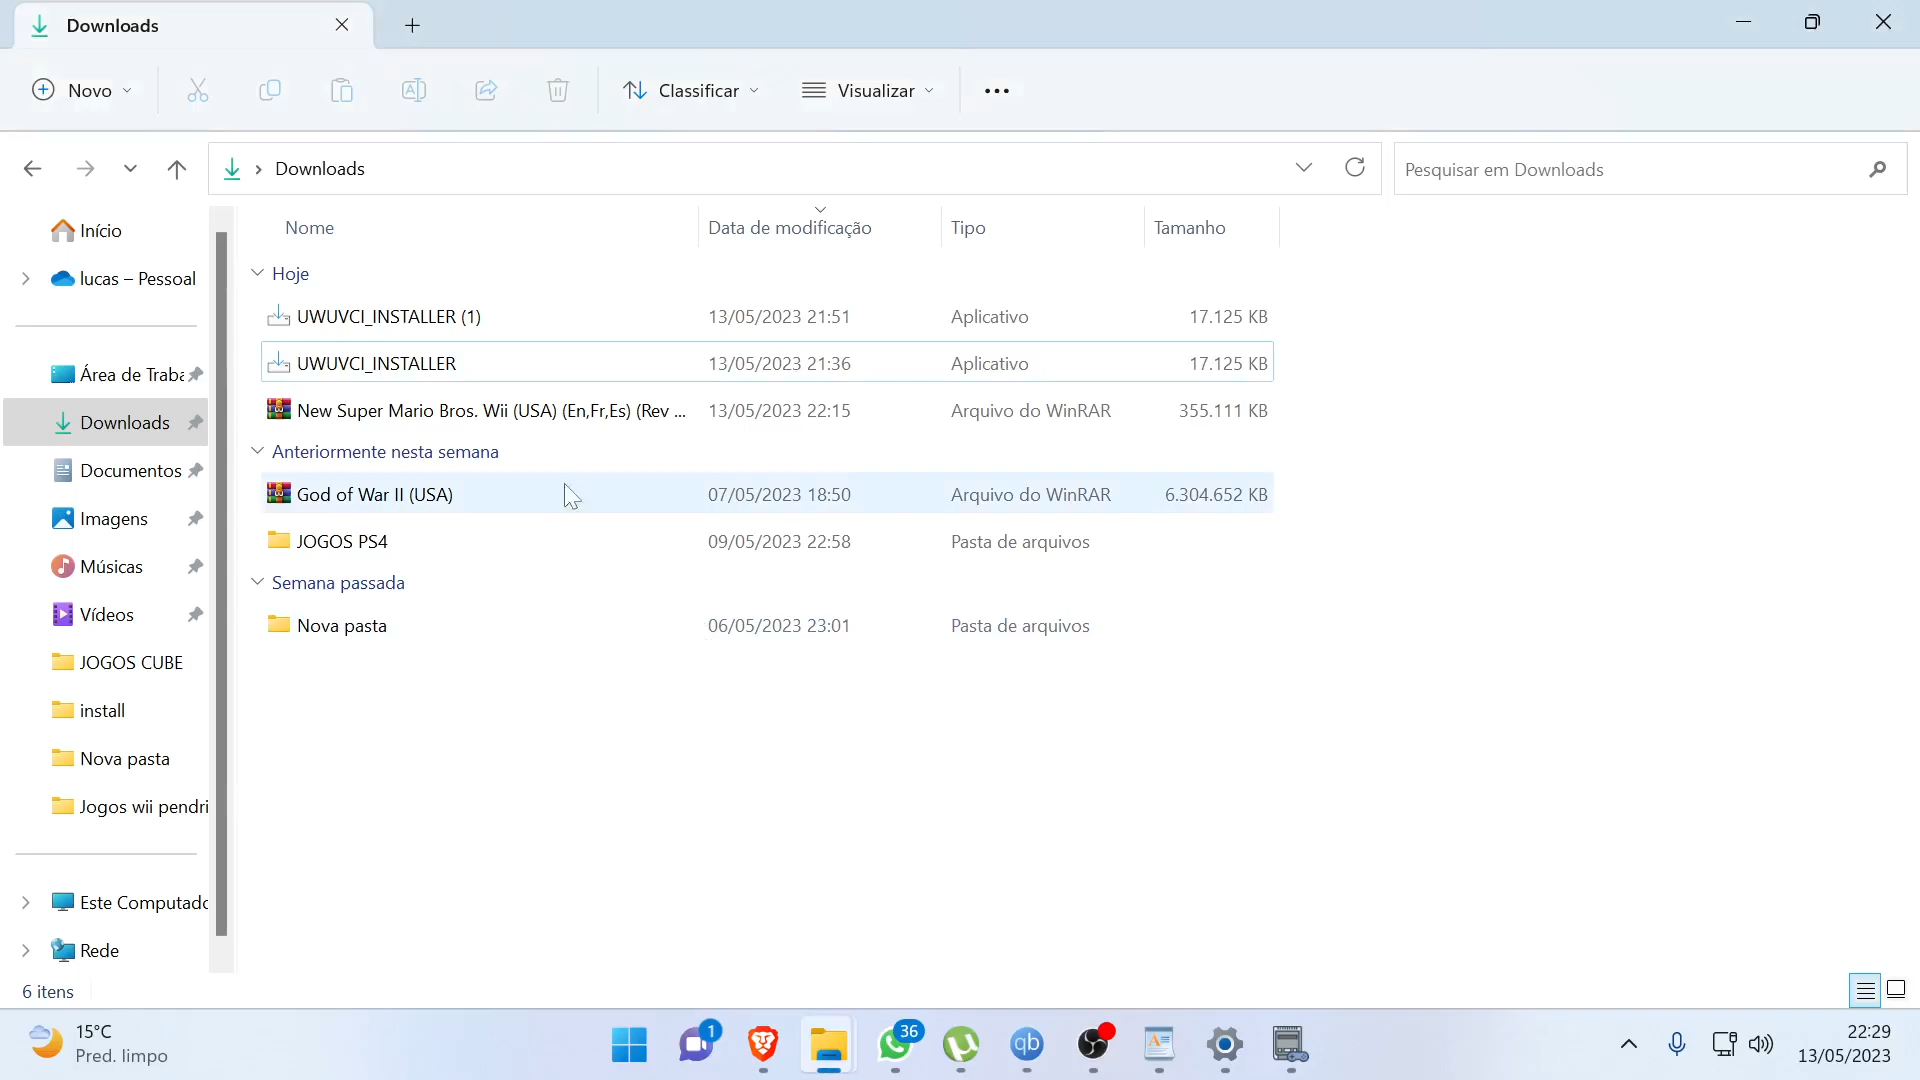 Downloads
Novo
Classificar
Visualizar
Downloads
Pesquisar em Downloads
Nome
Data de modificação
Tipo
Tamanho
Início
lucas – Pessoal
Área de Traba
Downloads
Documentos
Imagens
Músicas
Vídeos
JOGOS CUBE
install
Nova pasta
Jogos wii pendri
Este Computado
Rede
Hoje
UWUVCI_INSTALLER (1) 13/05/2023 21:51 Aplicativo 17.125 KB
UWUVCI_INSTALLER 13/05/2023 21:36 Aplicativo 17.125 KB
New Super Mario Bros. Wii (USA) (En,Fr,Es) (Rev ... 13/05/2023 22:15 Arquivo do WinRAR 355.111 KB
Anteriormente nesta semana
God of War II (USA) 07/05/2023 18:50 Arquivo do WinRAR 6.304.652 KB
JOGOS PS4 09/05/2023 22:58 Pasta de arquivos
Semana passada
Nova pasta 06/05/2023 23:01 Pasta de arquivos
6 itens
15°C
Pred. limpo
1
36
qb
22:29
13/05/2023